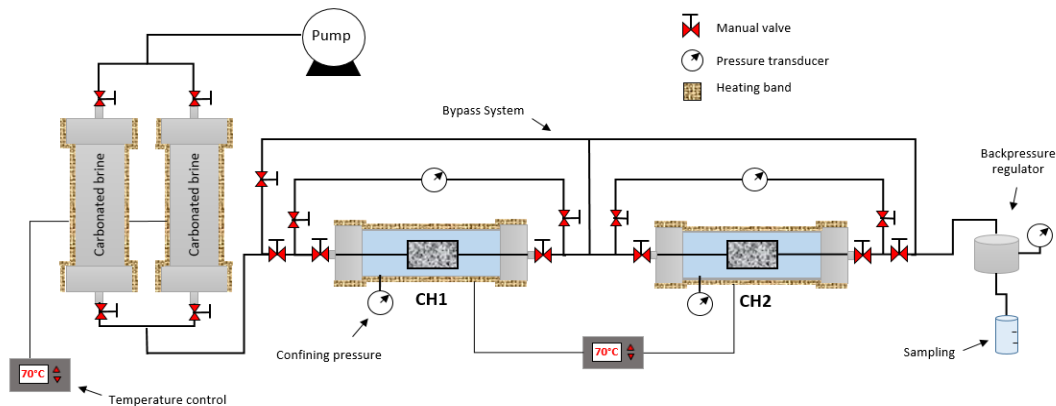 Pump
Manual valve
Pressure transducer
Heating band
Bypass System
Backpressure
regulator
Carbonated brine
Carbonated brine
CH1
CH2
Confining pressure
70°C
Sampling
70°C
Temperature control